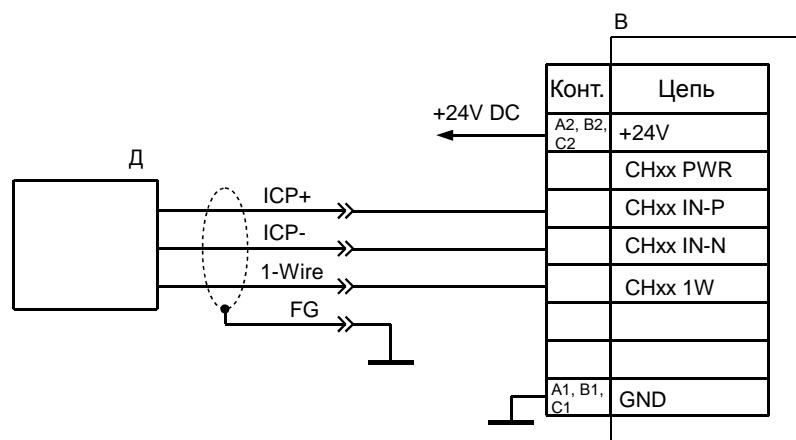 В
Конт. Цепь
+24V DC
A2, B2,
C2
+24V
Д
CHxx PWR
ICP+
CHxx IN-P
ICP-
CHxx IN-N
1-Wire
CHxx 1W
FG
A1, B1,
C1
GND